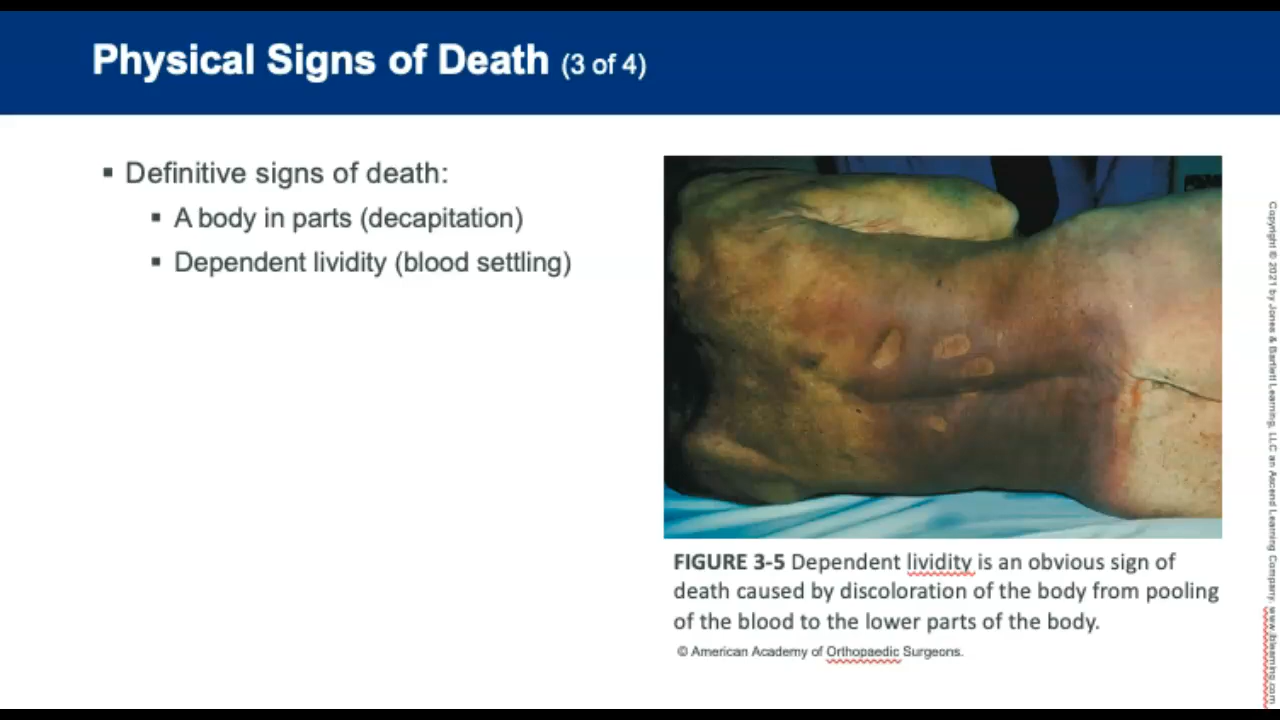 Physical Signs of Death (3 of 4)
▪ Definitive signs of death:
▪ A body in parts (decapitation)
▪ Dependent lividity (blood settling)
FIGURE 3-5 Dependent lividity is an obvious sign of
death caused by discoloration of the body from pooling
of the blood to the lower parts of the body.
© American Academy of Orthopaedic Surgeons.
Copyright © 2021 by Jones & Bartlett Learning, LLC an Ascend Learning Company. www.jblearning.com